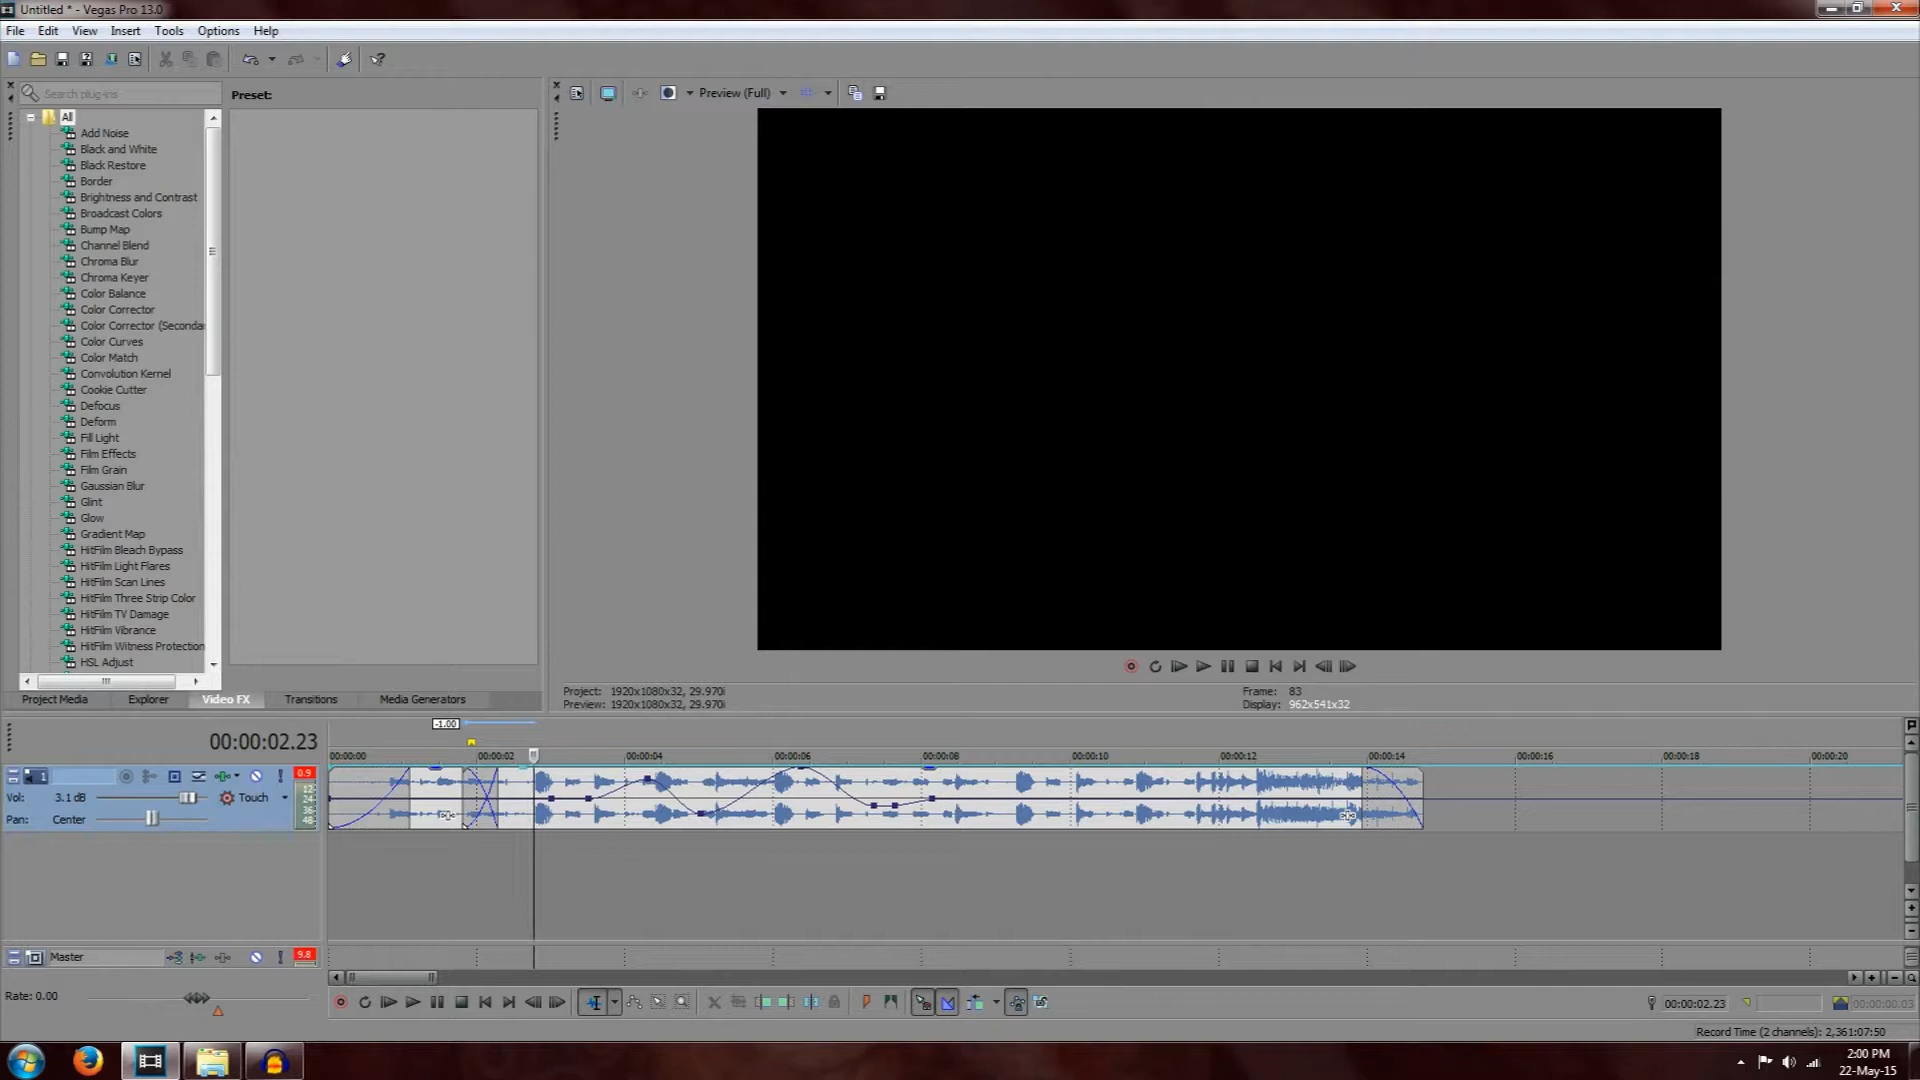 Untitled * - Vegas Pro 13.0
File Edit View Insert Tools Options Help
Search plug-ins
Preset:
Preview (Full)
All
Add Noise
Black and White
Black Restore
Border
Brightness and Contrast
Broadcast Colors
Bump Map
Channel Blend
Chroma Blur
Chroma Keyer
Color Balance
Color Corrector
Color Corrector (Seconda
Color Curves
Color Match
Convolution Kernel
Cookie Cutter
Defocus
Deform
Fill Light
Film Effects
Film Grain
Gaussian Blur
Glint
Glow
Gradient Map
HitFilm Bleach Bypass
HitFilm Light Flares
HitFilm Scan Lines
HitFilm Three Strip Color
HitFilm TV Damage
HitFilm Vibrance
HitFilm Witness Protection
HSL Adjust
Project Media Explorer Video FX Transitions Media Generators
Project: 1920x1080x32, 29.970i
Preview: 1920x1080x32, 29.970i
Frame: 83
Display: 962x541x32
-1.00
00:00:02.23
00:00:00 00:00:02 00:00:04 00:00:06 00:00:08 00:00:10 00:00:12 00:00:14 00:00:16 00:00:18 00:00:20
1 0.9
Vol: 3.1 dB Touch
Pan: Center
12
24
36
48
Master 9.8
Rate: 0.00
00:00:02.23 00:00:00.03
Record Time (2 channels): 2,361:07:50
2:00 PM
22-May-15